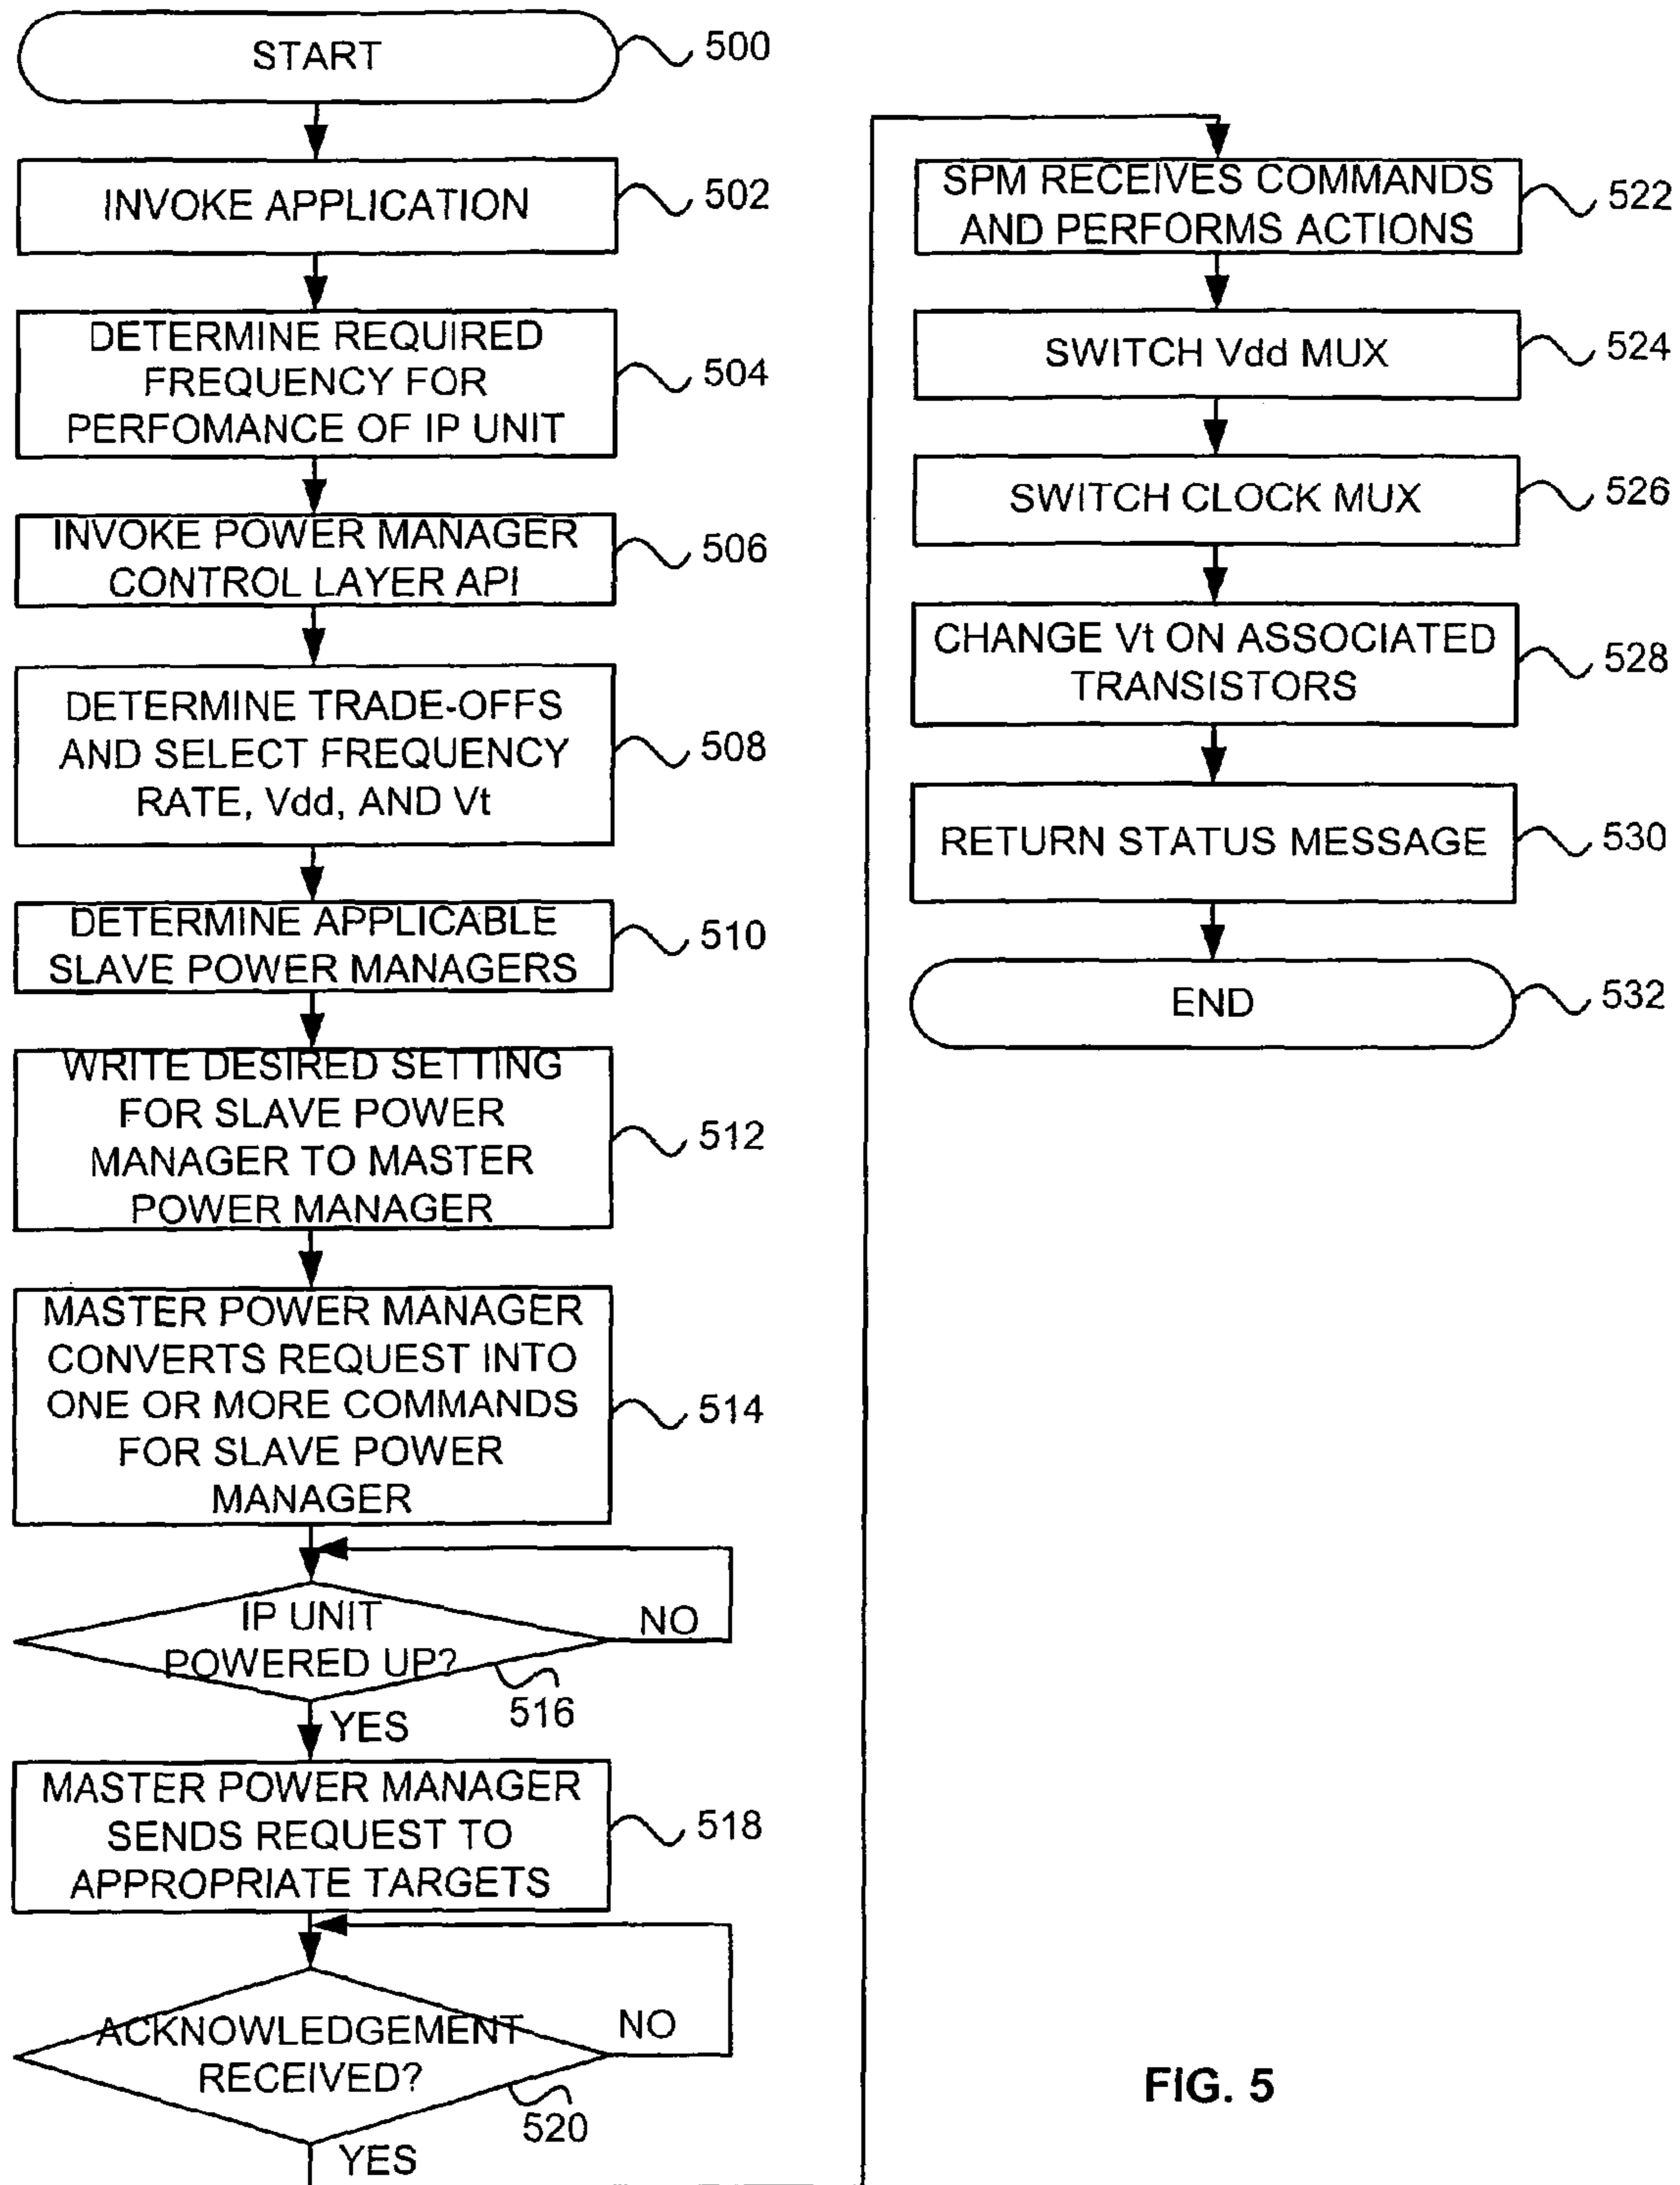 START
500
INVOKE APPLICATION
502
DETERMINE REQUIRED
FREQUENCY FOR
PERFOMANCE OF IP UNIT
504
INVOKE POWER MANAGER
CONTROL LAYER API
506
DETERMINE TRADE-OFFS
AND SELECT FREQUENCY
RATE, Vdd, AND Vt
508
DETERMINE APPLICABLE
SLAVE POWER MANAGERS
510
WRITE DESIRED SETTING
FOR SLAVE POWER
MANAGER TO MASTER
POWER MANAGER
512
MASTER POWER MANAGER
CONVERTS REQUEST INTO
ONE OR MORE COMMANDS
FOR SLAVE POWER
MANAGER
514
IP UNIT
POWERED UP?
NO
516
YES
MASTER POWER MANAGER
SENDS REQUEST TO
APPROPRIATE TARGETS
518
ACKNOWLEDGEMENT
RECEIVED?
NO
520
YES
SPM RECEIVES COMMANDS
AND PERFORMS ACTIONS
522
SWITCH Vdd MUX
524
SWITCH CLOCK MUX
526
CHANGE Vt ON ASSOCIATED
TRANSISTORS
528
RETURN STATUS MESSAGE
530
END
532
FIG. 5